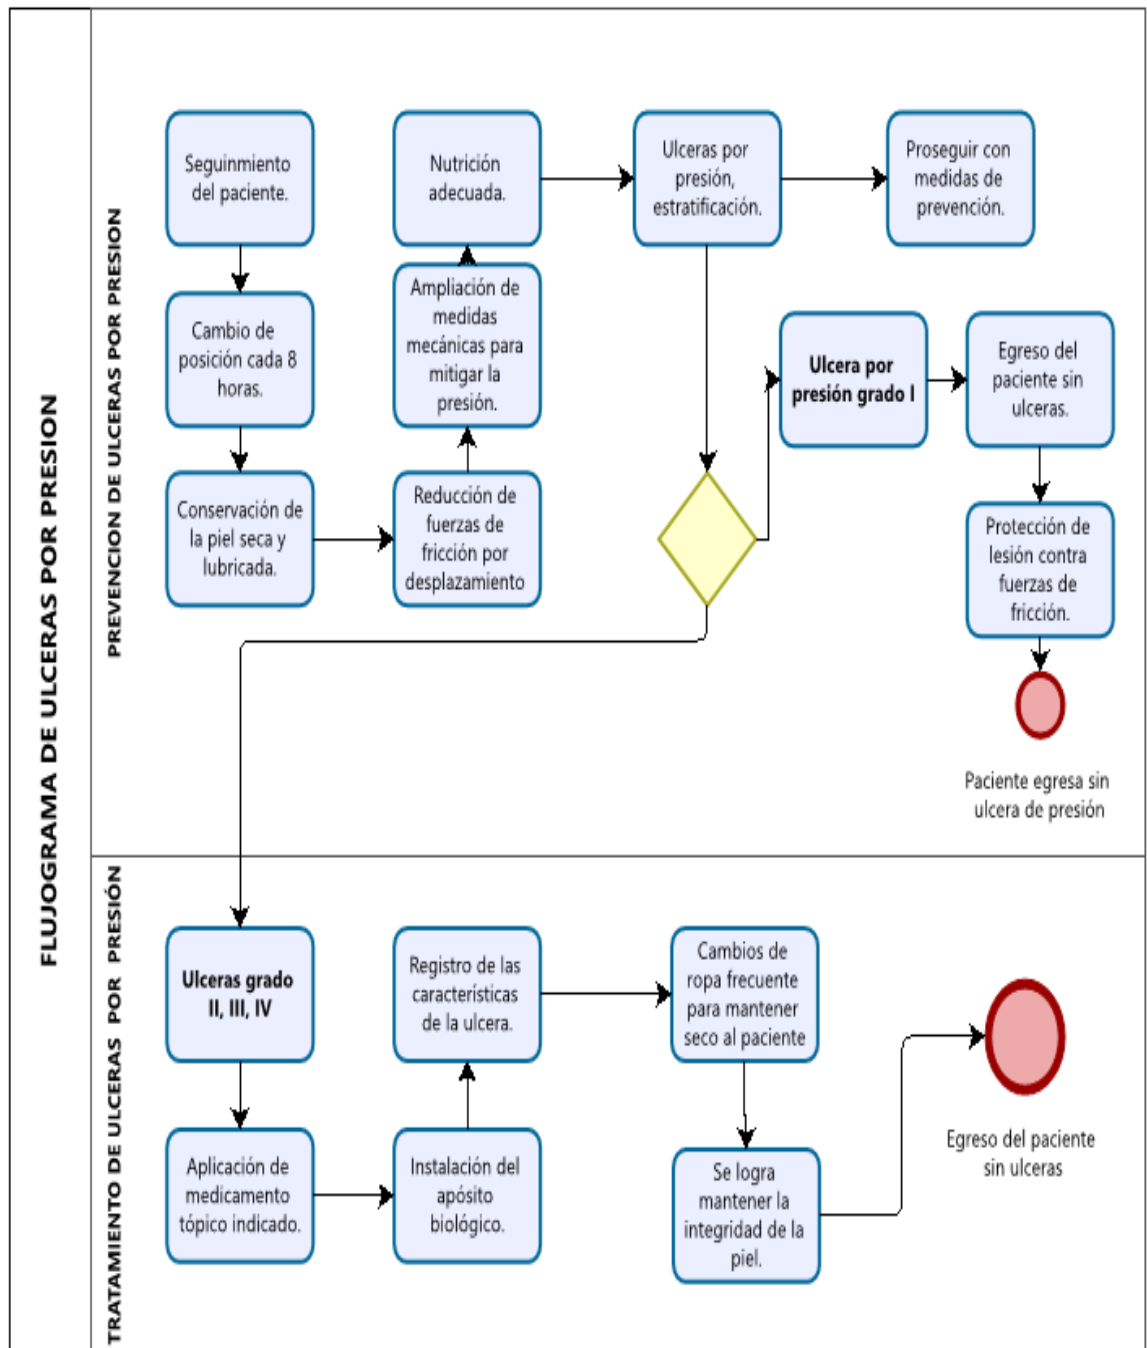 FLUJOGRAMA DE ULCERAS POR PRESION
PREVENCION DE ULCERAS POR PRESION
Seguinmiento
del paciente.
Cambio de
posición cada 8
horas.
Conservación de
la piel seca y
lubricada.
Reducción de
fuerzas de
fricción por
desplazamiento
Ampliación de
medidas
mecánicas para
mitigar la
presión.
Nutrición
adecuada.
Ulceras por
presión,
estratificación.
Proseguir con
medidas de
prevención.
Ulcera por
presión grado I
Egreso del
paciente sin
ulceras.
Protección de
lesión contra
fuerzas de
fricción.
Paciente egresa sin
ulcera de presión
TRATAMIENTO DE ULCERAS POR PRESIÓN
Ulceras grado
II, III, IV
Aplicación de
medicamento
tópico indicado.
Instalación del
apósito
biológico.
Registro de las
características
de la ulcera.
Cambios de
ropa frecuente
para mantener
seco al paciente
Se logra
mantener la
integridad de la
piel.
Egreso del paciente
sin ulceras